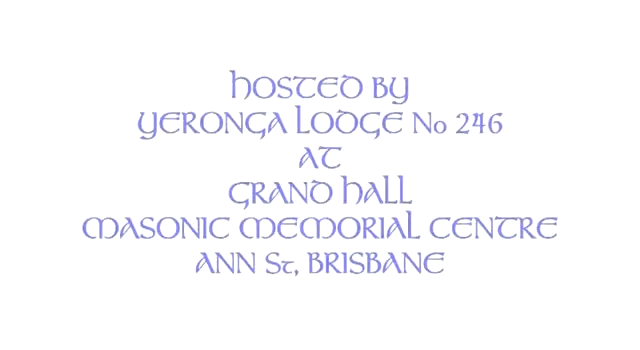 HOSTED BY
YERONGA LODGE No 246
AT
GRAND HALL
MASONIC MEMORIAL CENTRE
ANN St, BRISBANE